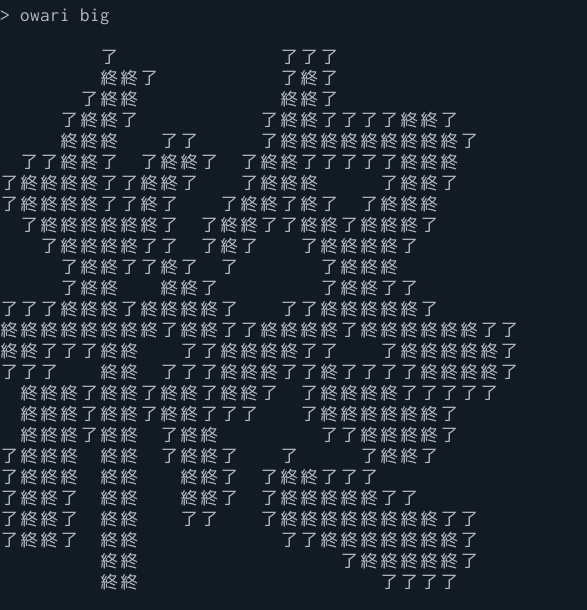 > owari big
          了                了了了
          終終了            了終了
        了終終              終終了
      了終終了            了終終了了了了終終了
      終終終    了了      了終終終終終終終終終了
  了了終終了  了終終了  了終終了了了了了終終終
了終終終終了了終終了    了終終終      了終終了
了終終終終了了終了    了終終了終了  了終終終
  了終終終終終終了  了終終了了終終了終終終了
    了終終終終了了  了終了    了終終終終了
      了終終了了終了  了        了終終終
      了終終    終終了          了終終了了
了了了終終終了終終終終了    了了終終終終終了
終終終終終終終終了終終了了終終終終了終終終終終終了了
終終了了了終終    了了終終終終了了    了終終終終終了
了了了    終終  了了了終終終了了終了了了了終終終終了
  終終終了終終了終終了終終了  了終終終終了了了了了
  終終終了終終了終終了了了    了終終終終終終了
  終終終了終終  了終終          了了終終終終了
了終終終  終終  了終終了    了      了終終了
了終終終  終終    終終了  了終終了了了
了終終了  終終    終終了  了終終終終終了了
了終終了  終終    了了    了終終終終終終終終了了
了終終了  終終              了了終終終終終終終了
          終終                    了終終終終終了
          終終                        了了了了